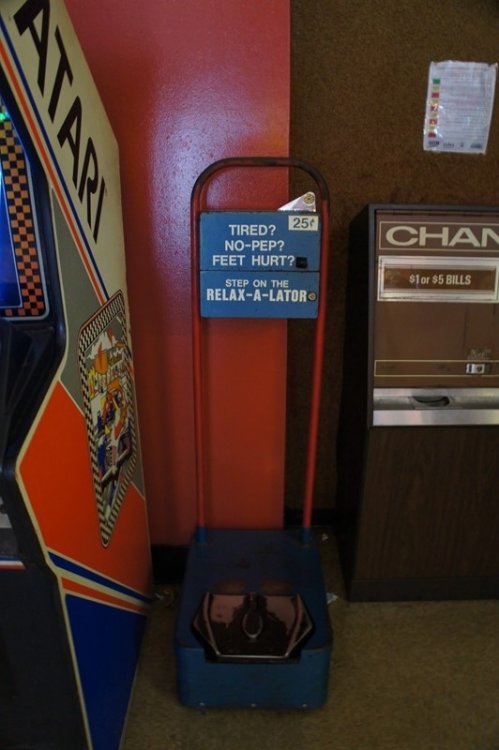 ATARI
25¢
TIRED?
NO-PEP?
FEET HURT?
STEP ON THE
RELAX-A-LATOR
CHAN
$1 or $5 BILLS